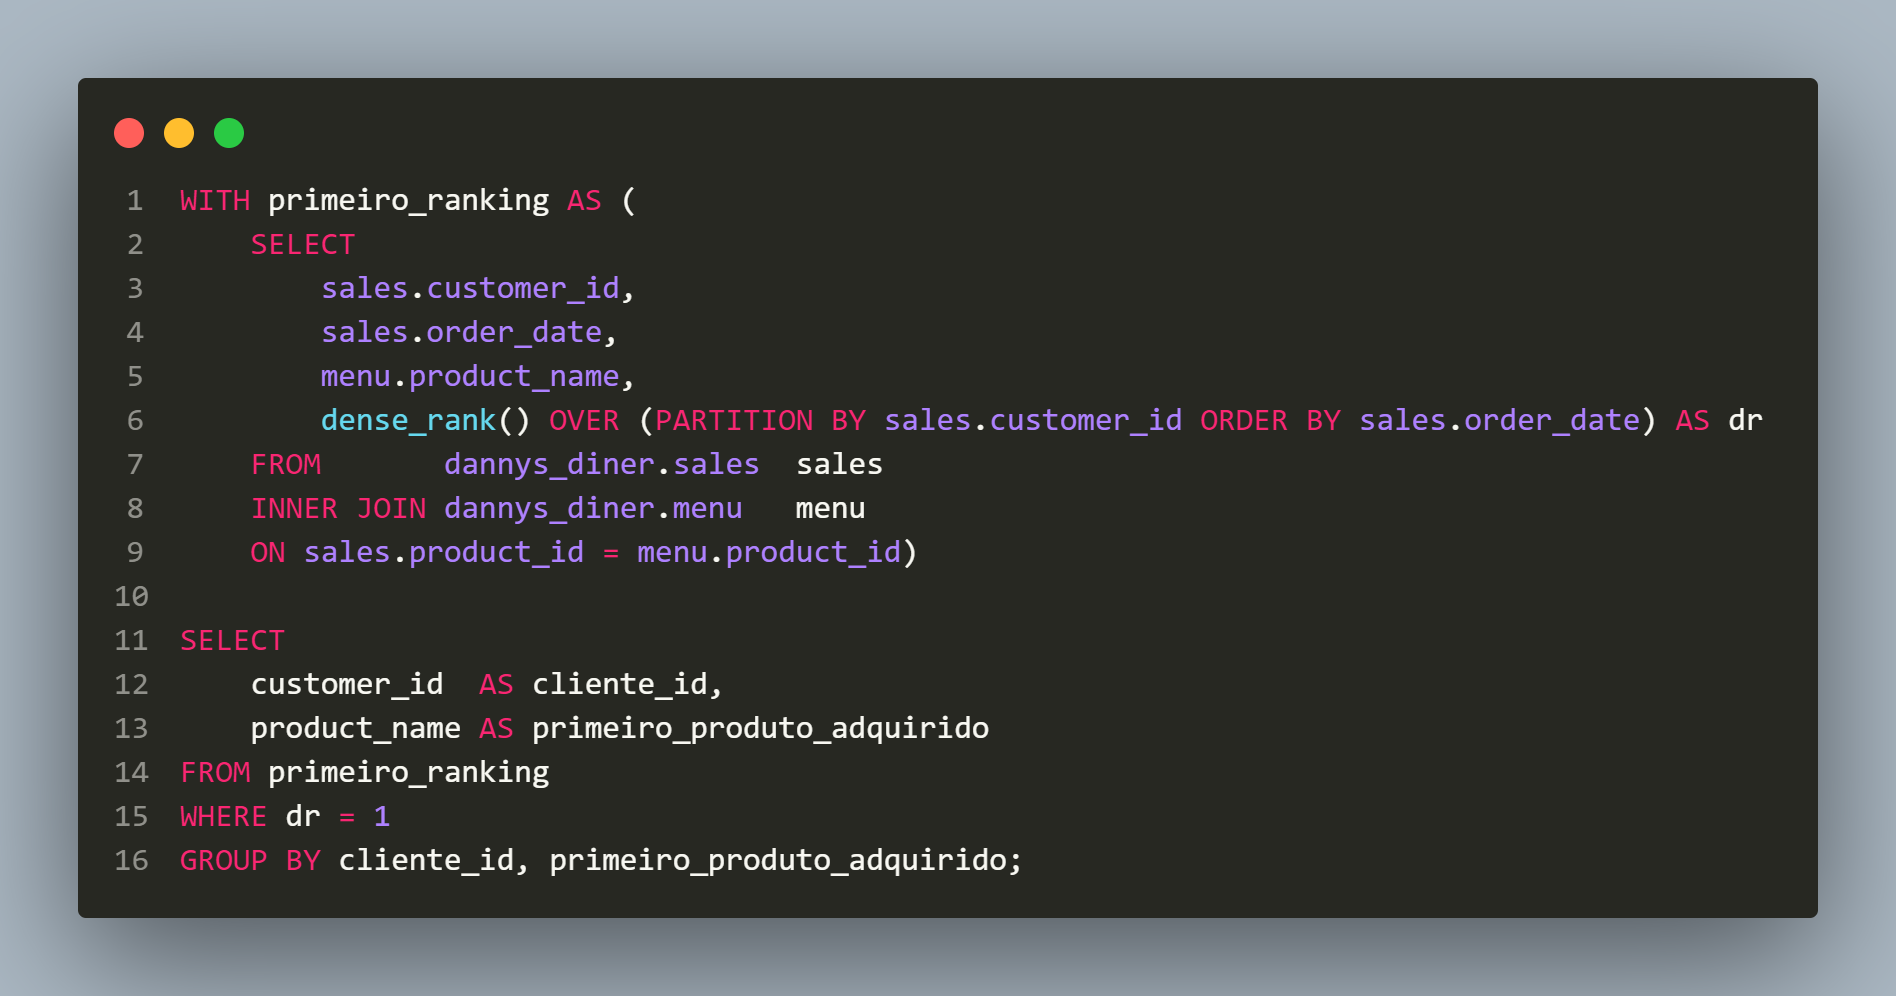 1 WITH primeiro_ranking AS (
2     SELECT
3         sales.customer_id,
4         sales.order_date,
5         menu.product_name,
6         dense_rank() OVER (PARTITION BY sales.customer_id ORDER BY sales.order_date) AS dr
7     FROM       dannys_diner.sales  sales
8     INNER JOIN dannys_diner.menu   menu
9     ON sales.product_id = menu.product_id)
10
11 SELECT
12     customer_id  AS cliente_id,
13     product_name AS primeiro_produto_adquirido
14 FROM primeiro_ranking
15 WHERE dr = 1
16 GROUP BY cliente_id, primeiro_produto_adquirido;